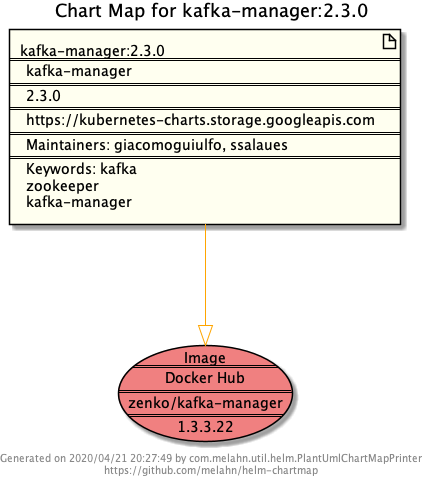 Chart Map for kafka-manager:2.3.0
kafka-manager:2.3.0
kafka-manager
2.3.0
https://kubernetes-charts.storage.googleapis.com
Maintainers: giacomoguiulfo, ssalaues
Keywords: kafka
zookeeper
kafka-manager
Image
Docker Hub
zenko/kafka-manager
1.3.3.22
Generated on 2020/04/21 20:27:49 by com.melahn.util.helm.PlantUmlChartMapPrinter
https://github.com/melahn/helm-chartmap